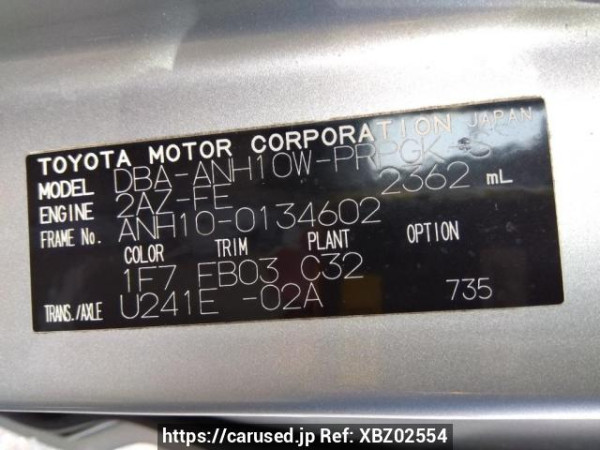 TOYOTA MOTOR CORPORATION JAPAN
MODEL DBA-ANH10W-PRPGK-S
ENGINE 2AZ-FE 2362 mL
FRAME No. ANH10-0134602
COLOR TRIM PLANT OPTION
1F7 FB03 C32
TRANS./AXLE U241E -02A 735
https://carused.jp Ref: XBZ02554